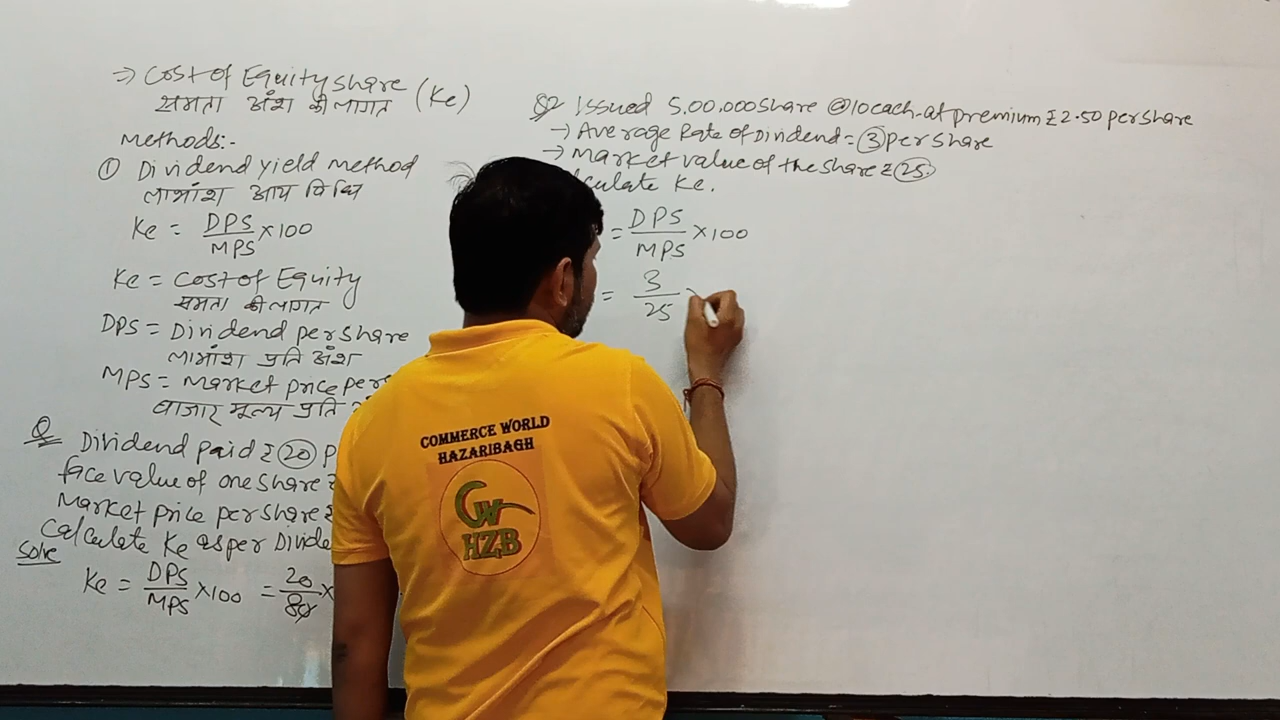 => Cost of Equity share (Ke)
समता अंश की लागत
Methods:-
① Dividend yield method
लाभांश आय विधि
Ke = DPS/MPS ×100
Ke = Cost of Equity
समता की लागत
DPS = Dividend per share
लाभांश प्रति अंश
MPS = Market price per s
बाजार मूल्य प्रति
Q Dividend Paid ₹ 20 P
face value of one share ₹
Market price per share ₹
Calculate Ke as per Divide
Solve
Ke = DPS/MPS ×100 = 20/80 ×
Q2 Issued 5,00,000 share @10 each at premium ₹2.50 per share
→ Average Rate of Dividend = 3 per share
→ Market value of the share ₹ 25
lculate Ke.
= DPS/MPS ×100
= 3/25
COMMERCE WORLD
HAZARIBAGH
CW
HZB